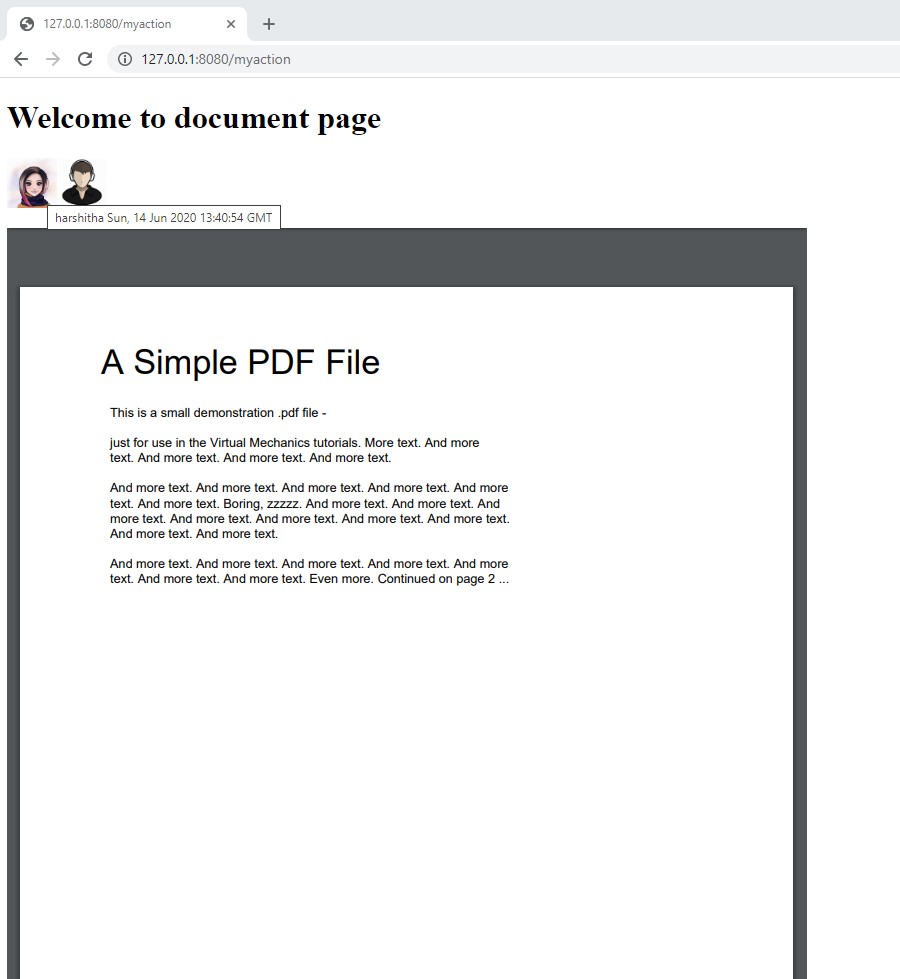 127.0.0.1:8080/myaction
127.0.0.1:8080/myaction
Welcome to document page
harshitha Sun, 14 Jun 2020 13:40:54 GMT
A Simple PDF File
This is a small demonstration .pdf file -
just for use in the Virtual Mechanics tutorials. More text. And more
text. And more text. And more text. And more text.
And more text. And more text. And more text. And more text. And more
text. And more text. Boring, zzzzz. And more text. And more text. And
more text. And more text. And more text. And more text. And more text.
And more text. And more text.
And more text. And more text. And more text. And more text. And more
text. And more text. And more text. Even more. Continued on page 2 ...